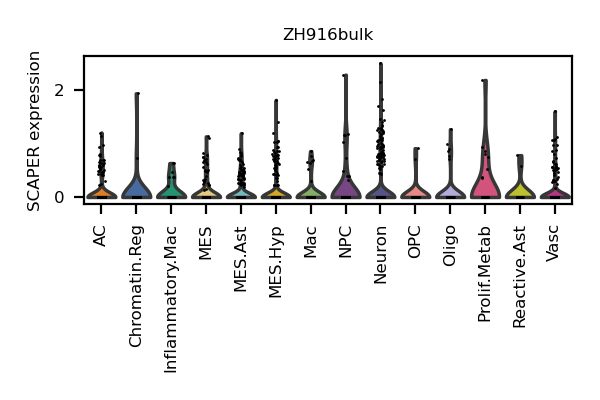 ZH916bulk
SCAPER expression
2
0
AC
Chromatin.Reg
Inflammatory.Mac
MES
MES.Ast
MES.Hyp
Mac
NPC
Neuron
OPC
Oligo
Prolif.Metab
Reactive.Ast
Vasc